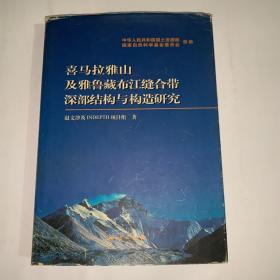 中华人民共和国国土资源部
国家自然科学基金委员会
资助
喜马拉雅山
及雅鲁藏布江缝合带
深部结构与构造研究
赵文津及INDEPTH项目组 著